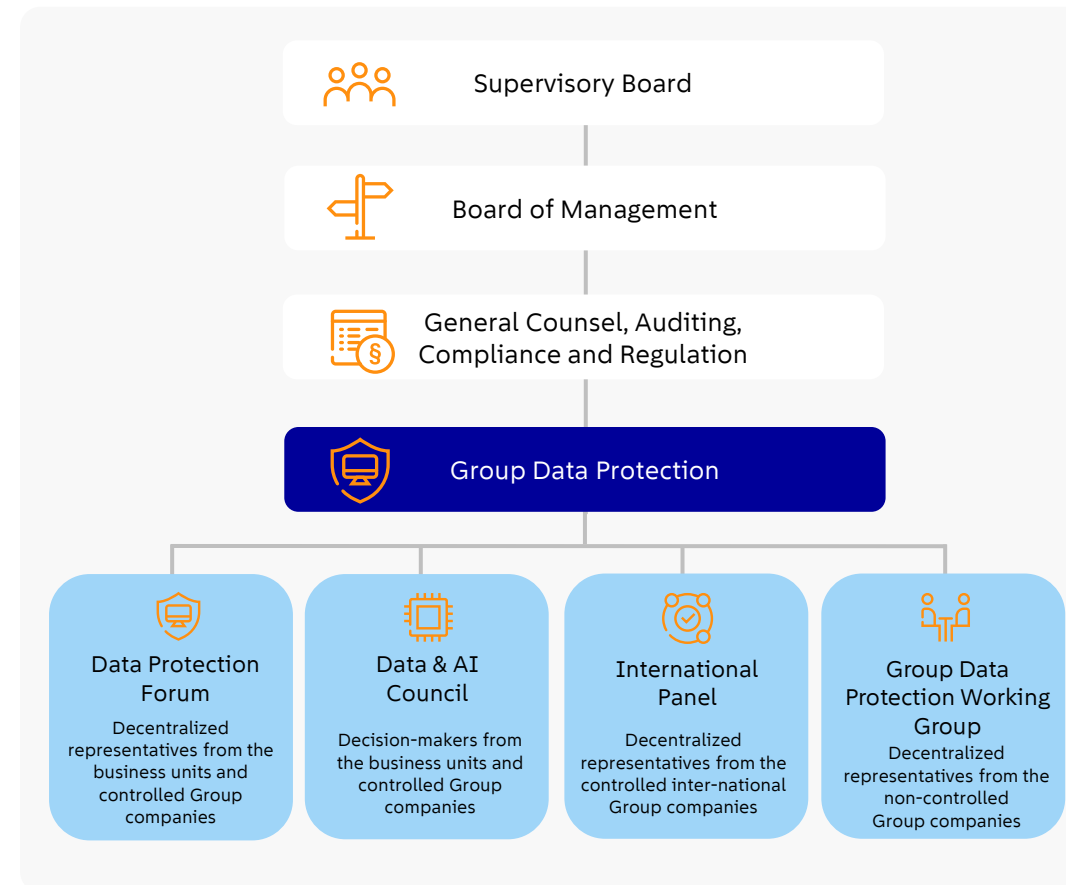 Supervisory Board
Board of Management
General Counsel, Auditing,
Compliance and Regulation
§
Group Data Protection
Data Protection
Forum
Decentralized
representatives from the
business units and
controlled Group
companies
Data & AI
Council
Decision-makers from
the business units and
controlled Group
companies
International
Panel
Decentralized
representatives from the
controlled inter-national
Group companies
Group Data
Protection Working
Group
Decentralized
representatives from the
non-controlled
Group companies